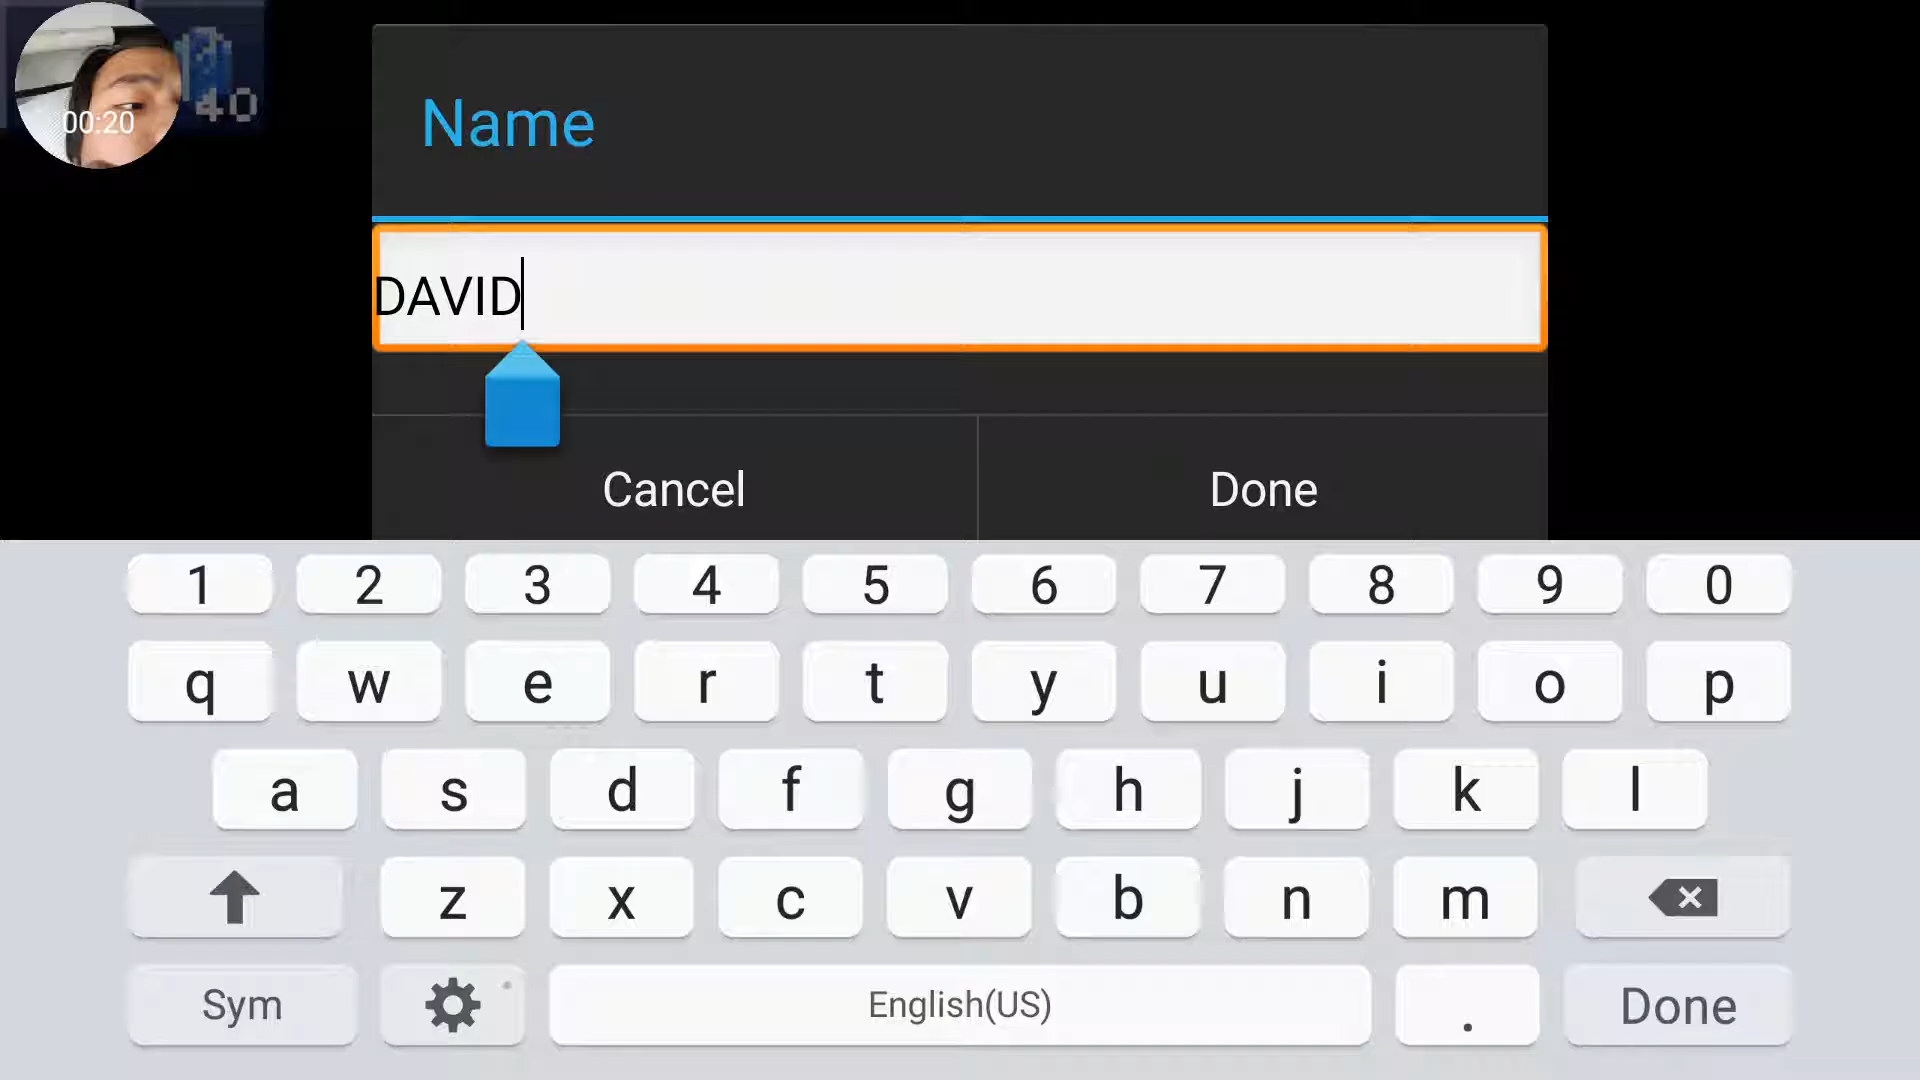 00:20
40
Name
DAVID
Cancel Done
1 2 3 4 5 6 7 8 9 0
q w e r t y u i o p
a s d f g h j k l
z x c v b n m
Sym English(US) . Done